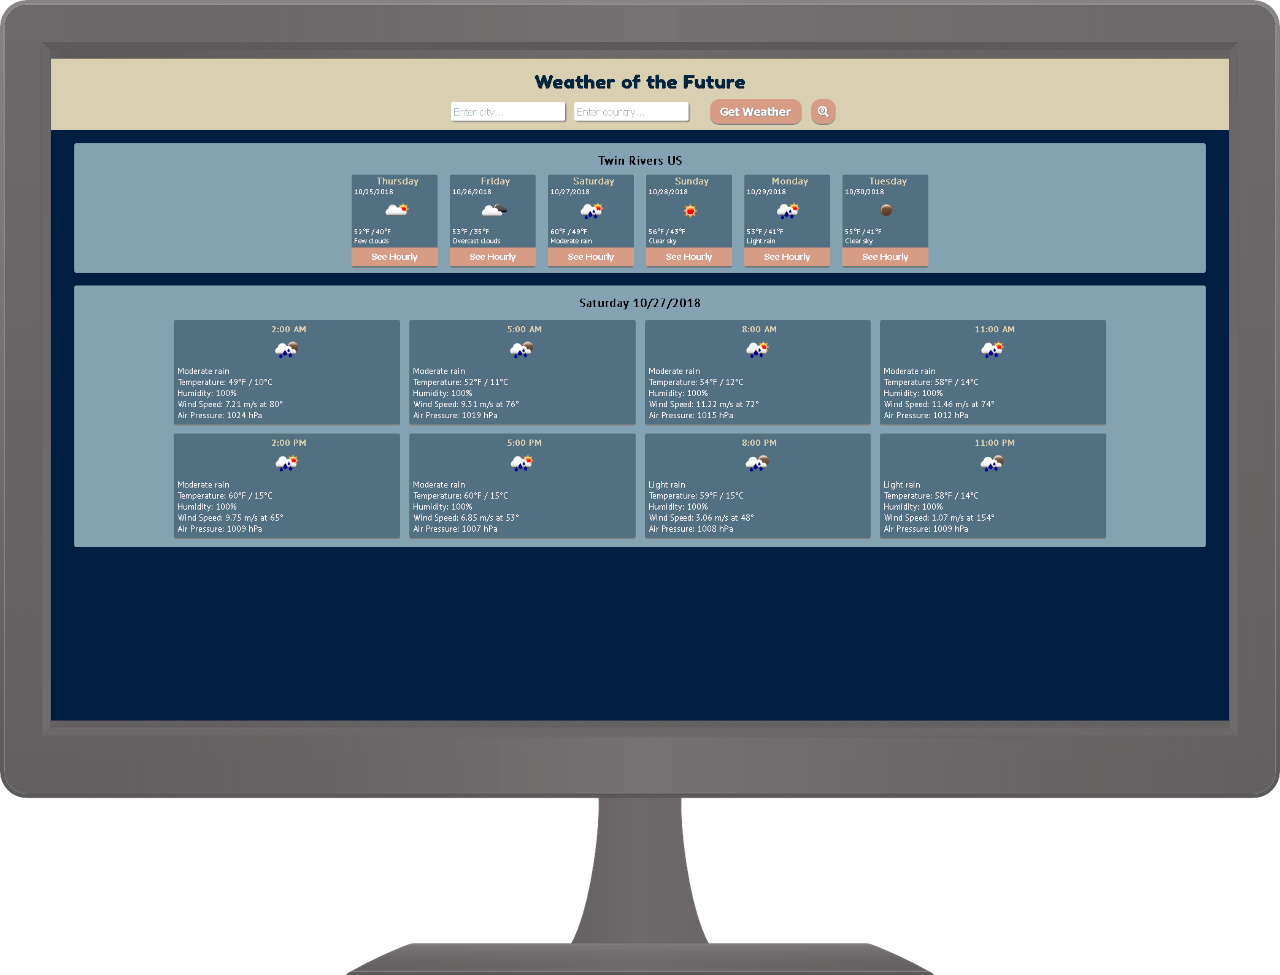 Weather of the Future
Enter city... Enter country... Get Weather
Twin Rivers US
Thursday
10/25/2018
52°F / 40°F
Few clouds
See Hourly
Friday
10/26/2018
53°F / 35°F
Overcast clouds
See Hourly
Saturday
10/27/2018
60°F / 49°F
Moderate rain
See Hourly
Sunday
10/28/2018
56°F / 43°F
Clear sky
See Hourly
Monday
10/29/2018
53°F / 41°F
Light rain
See Hourly
Tuesday
10/30/2018
55°F / 41°F
Clear sky
See Hourly
Saturday 10/27/2018
2:00 AM
Moderate rain
Temperature: 49°F / 10°C
Humidity: 100%
Wind Speed: 7.21 m/s at 80°
Air Pressure: 1024 hPa
5:00 AM
Moderate rain
Temperature: 52°F / 11°C
Humidity: 100%
Wind Speed: 9.31 m/s at 76°
Air Pressure: 1019 hPa
8:00 AM
Moderate rain
Temperature: 54°F / 12°C
Humidity: 100%
Wind Speed: 11.22 m/s at 72°
Air Pressure: 1015 hPa
11:00 AM
Moderate rain
Temperature: 58°F / 14°C
Humidity: 100%
Wind Speed: 11.46 m/s at 74°
Air Pressure: 1012 hPa
2:00 PM
Moderate rain
Temperature: 60°F / 15°C
Humidity: 100%
Wind Speed: 9.75 m/s at 65°
Air Pressure: 1009 hPa
5:00 PM
Moderate rain
Temperature: 60°F / 15°C
Humidity: 100%
Wind Speed: 6.85 m/s at 53°
Air Pressure: 1007 hPa
8:00 PM
Light rain
Temperature: 59°F / 15°C
Humidity: 100%
Wind Speed: 3.06 m/s at 48°
Air Pressure: 1008 hPa
11:00 PM
Light rain
Temperature: 58°F / 14°C
Humidity: 100%
Wind Speed: 1.07 m/s at 154°
Air Pressure: 1009 hPa